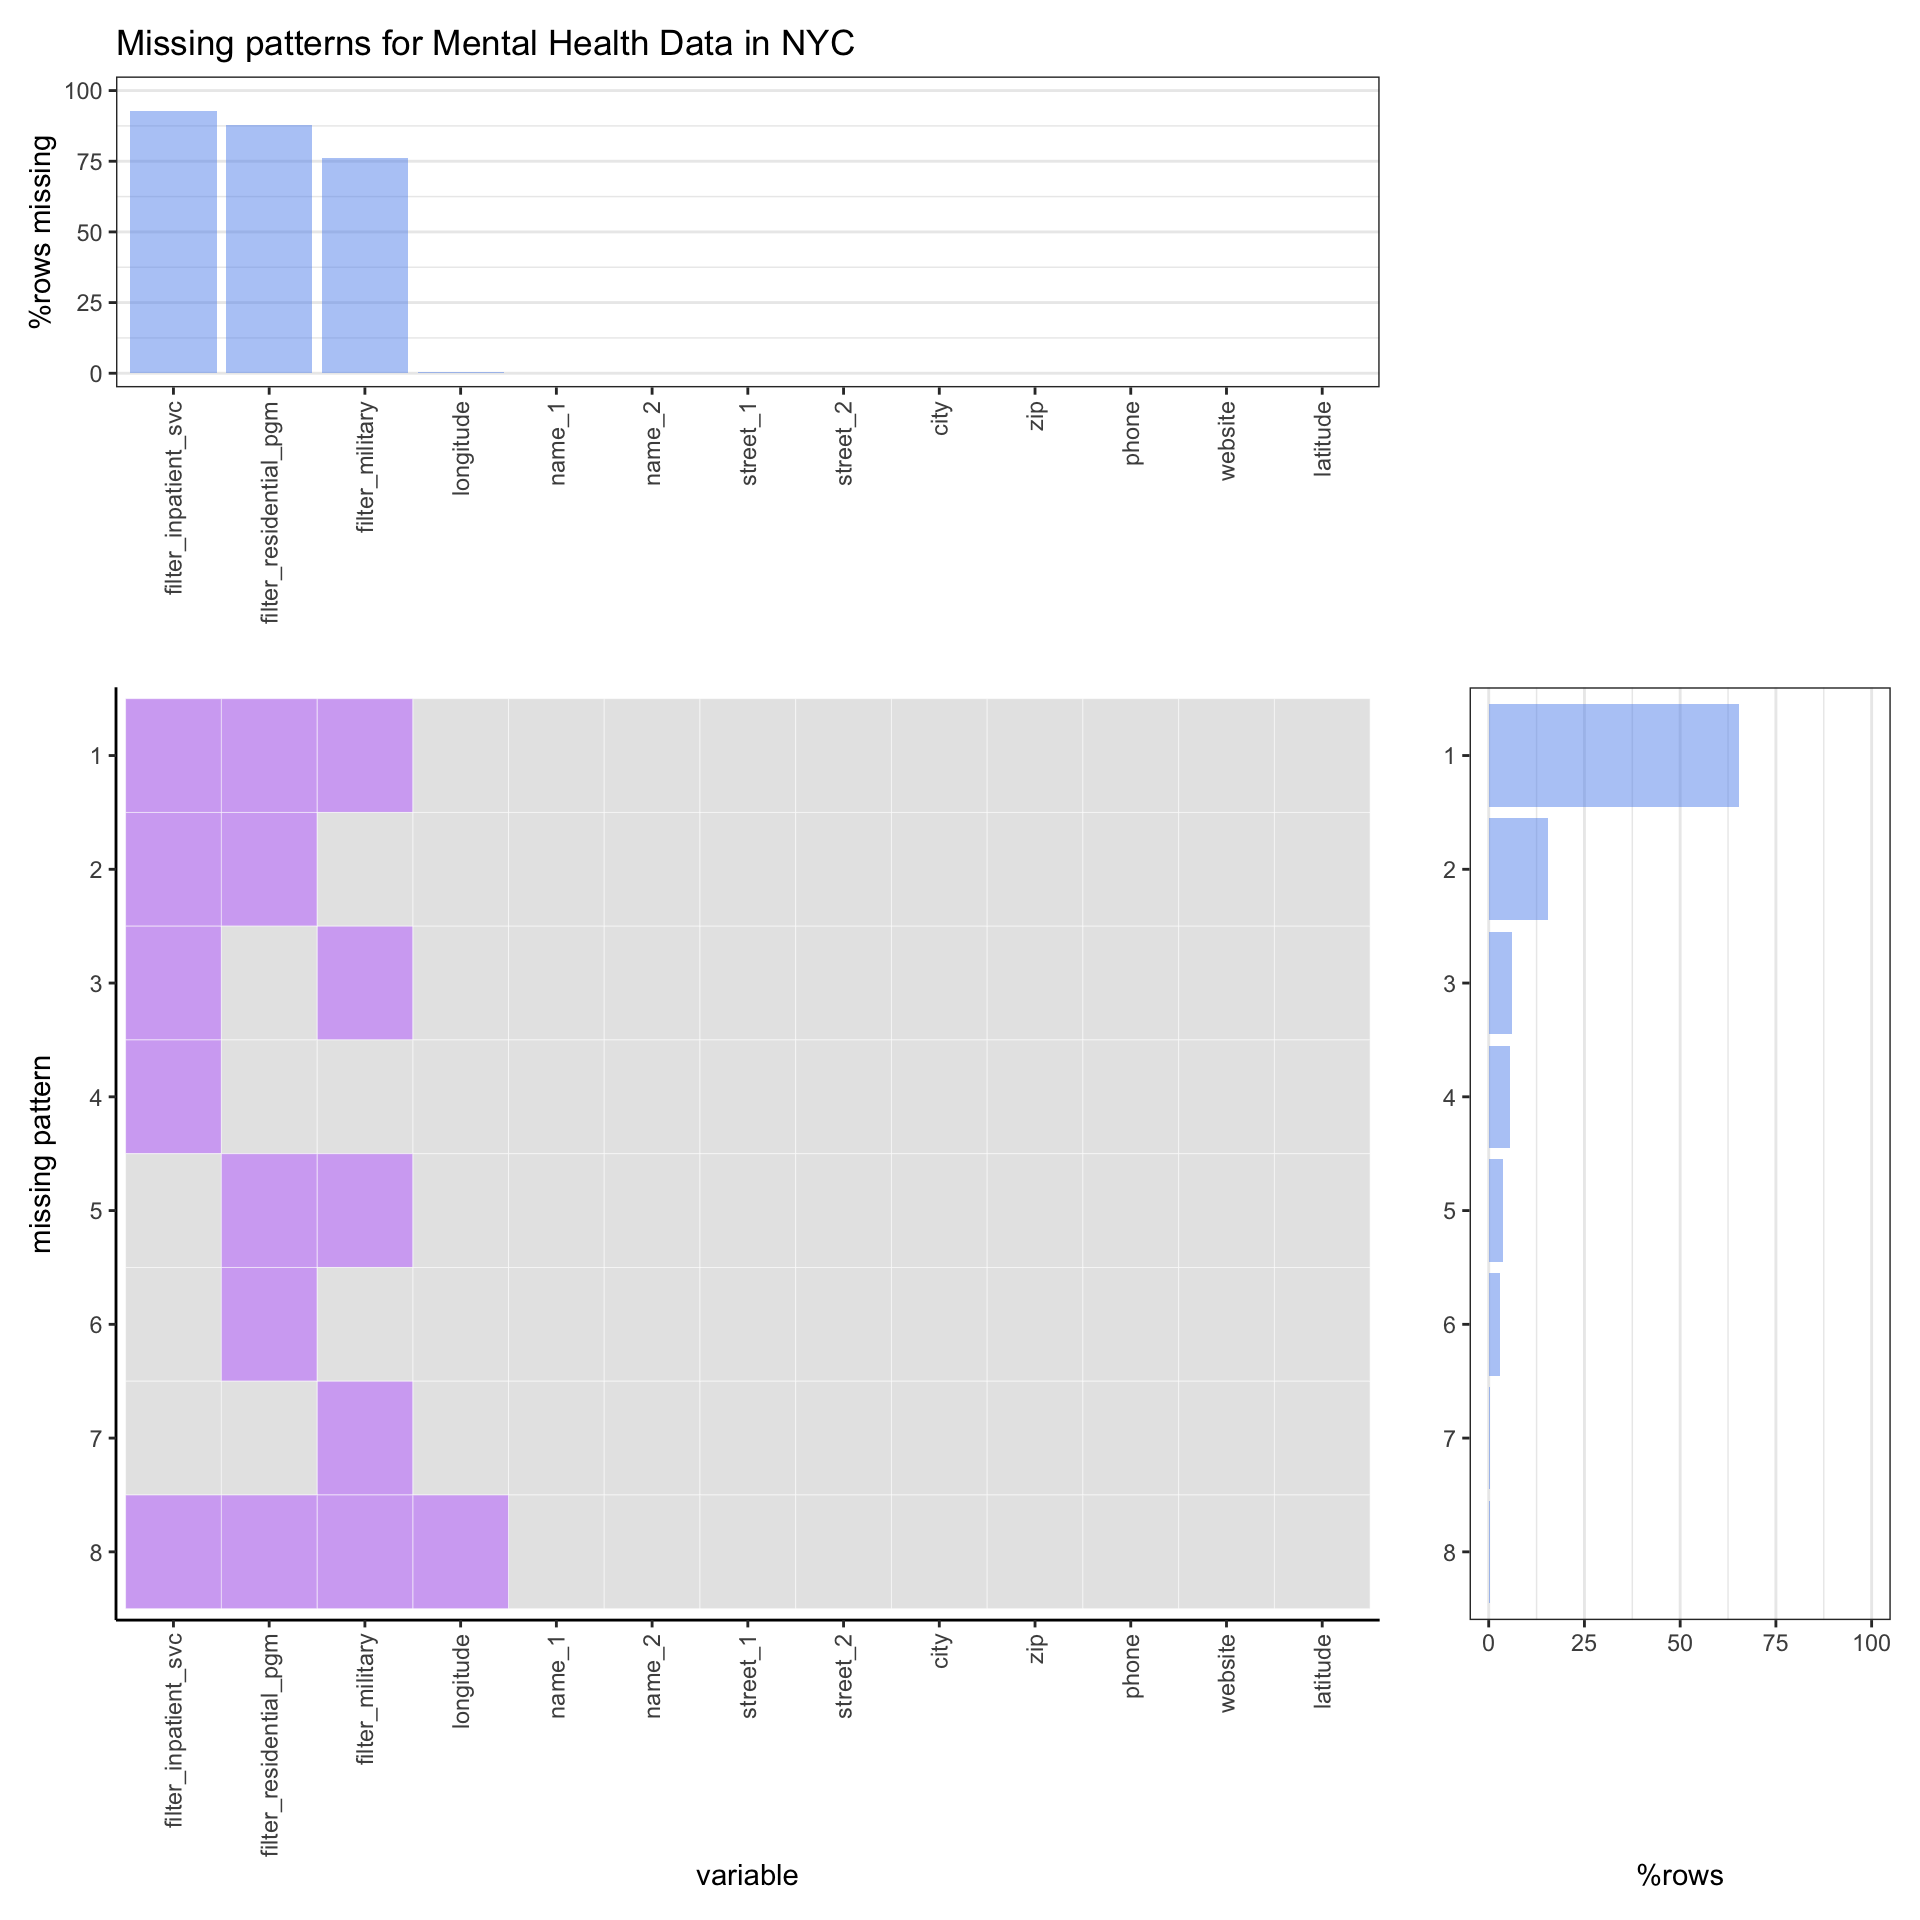 Missing patterns for Mental Health Data in NYC
%rows missing
100
75
50
25
0
filter_inpatient_svc
filter_residential_pgm
filter_military
longitude
name_1
name_2
street_1
street_2
city
zip
phone
website
latitude
missing pattern
1
2
3
4
5
6
7
8
filter_inpatient_svc
filter_residential_pgm
filter_military
longitude
name_1
name_2
street_1
street_2
city
zip
phone
website
latitude
variable
1
2
3
4
5
6
7
8
0 25 50 75 100
%rows